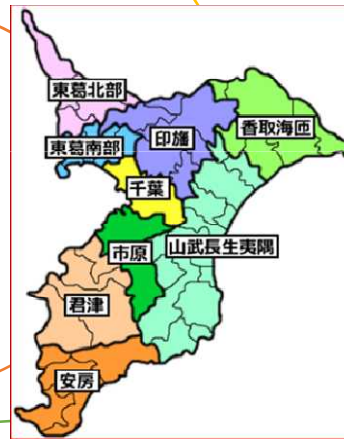 東葛北部
印旛
香取海匝
東葛南部
千葉
市原
山武長生夷隅
君津
安房